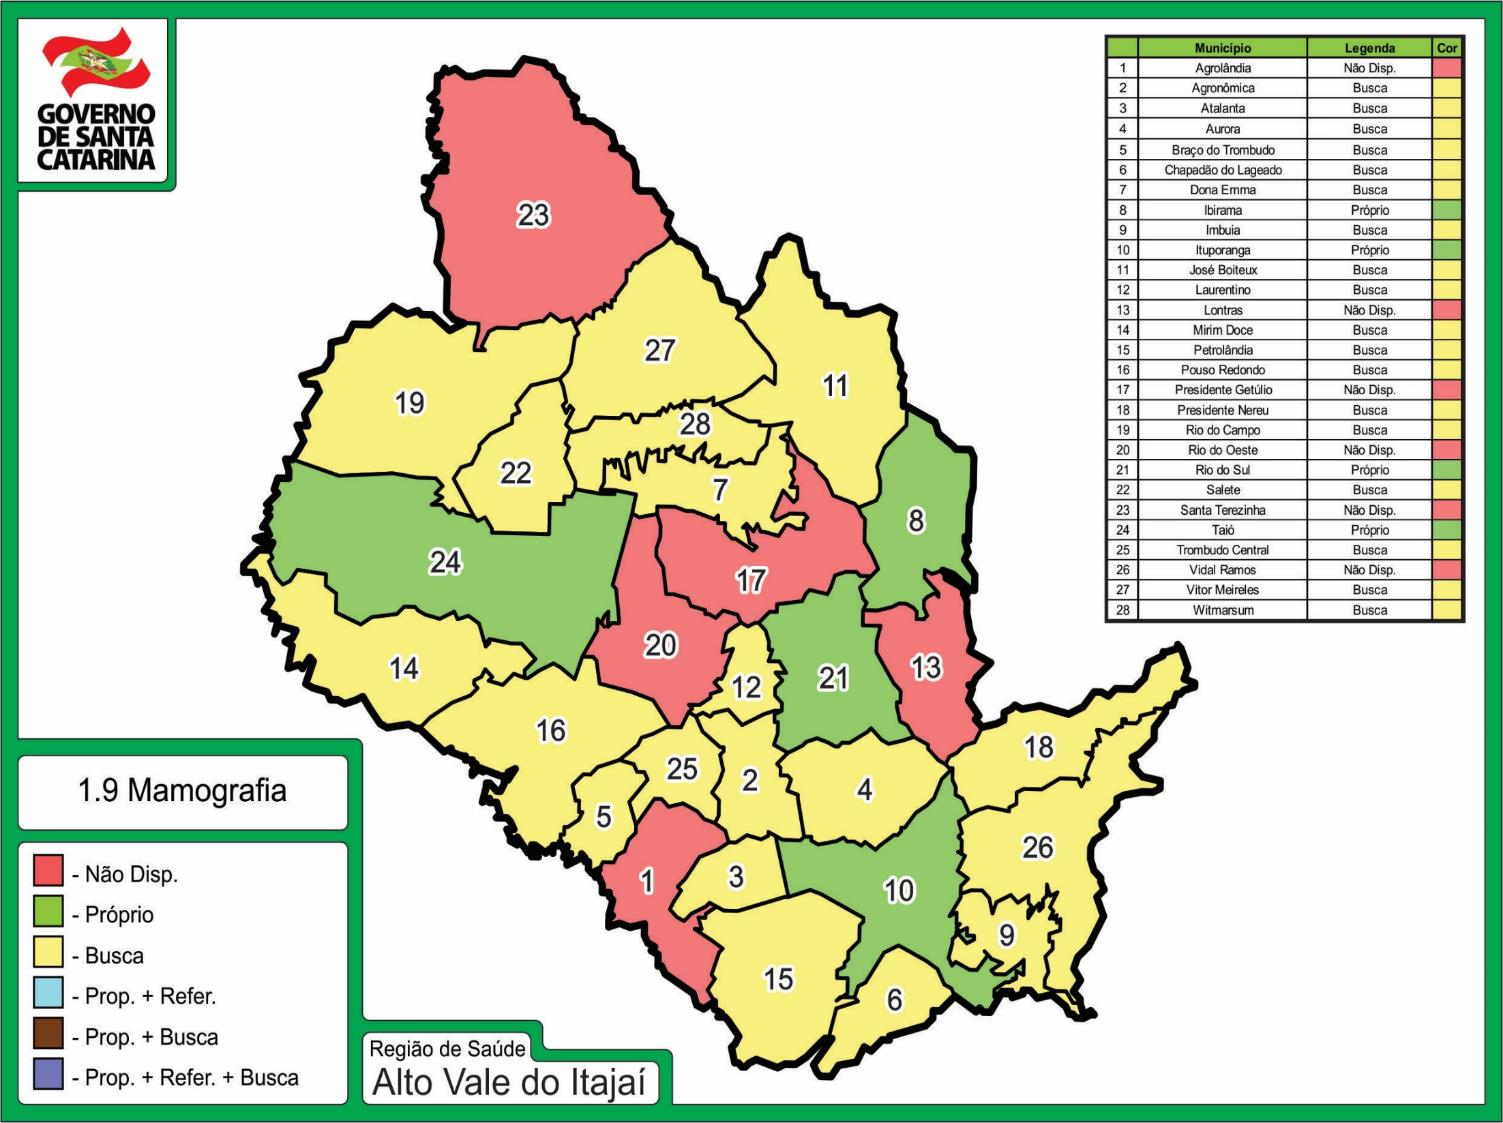 GOVERNO
DE SANTA
CATARINA
Município Legenda Cor
1 Agrolândia Não Disp.
2 Agronômica Busca
3 Atalanta Busca
4 Aurora Busca
5 Braço do Trombudo Busca
6 Chapadão do Lageado Busca
7 Dona Emma Busca
8 Ibirama Próprio
9 Imbuia Busca
10 Ituporanga Próprio
11 José Boiteux Busca
12 Laurentino Busca
13 Lontras Não Disp.
14 Mirim Doce Busca
15 Petrolândia Busca
16 Pouso Redondo Busca
17 Presidente Getúlio Não Disp.
18 Presidente Nereu Busca
19 Rio do Campo Busca
20 Rio do Oeste Não Disp.
21 Rio do Sul Próprio
22 Salete Busca
23 Santa Terezinha Não Disp.
24 Taió Próprio
25 Trombudo Central Busca
26 Vidal Ramos Não Disp.
27 Vitor Meireles Busca
28 Witmarsum Busca
23
27
11
19
28
22
7
8
24
17
20
13
14
12
21
16
18
25
2
4
5
26
1
3
10
9
15
6
1.9 Mamografia
- Não Disp.
- Próprio
- Busca
- Prop. + Refer.
- Prop. + Busca
- Prop. + Refer. + Busca
Região de Saúde
Alto Vale do Itajaí